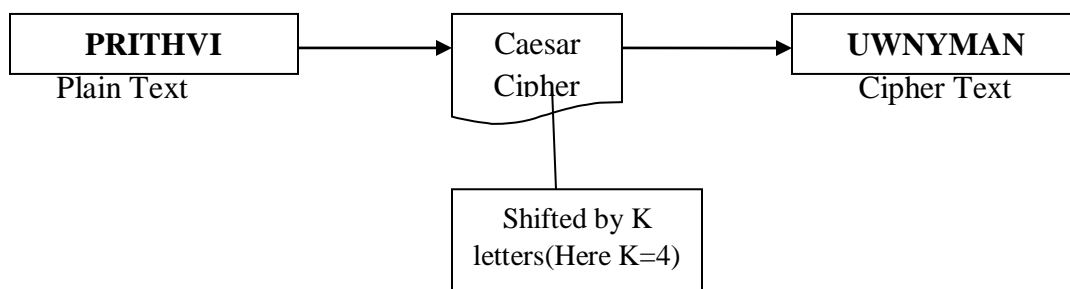 PRITHVI
Plain Text
Caesar
Cipher
UWNYMAN
Cipher Text
Shifted by K
letters(Here K=4)